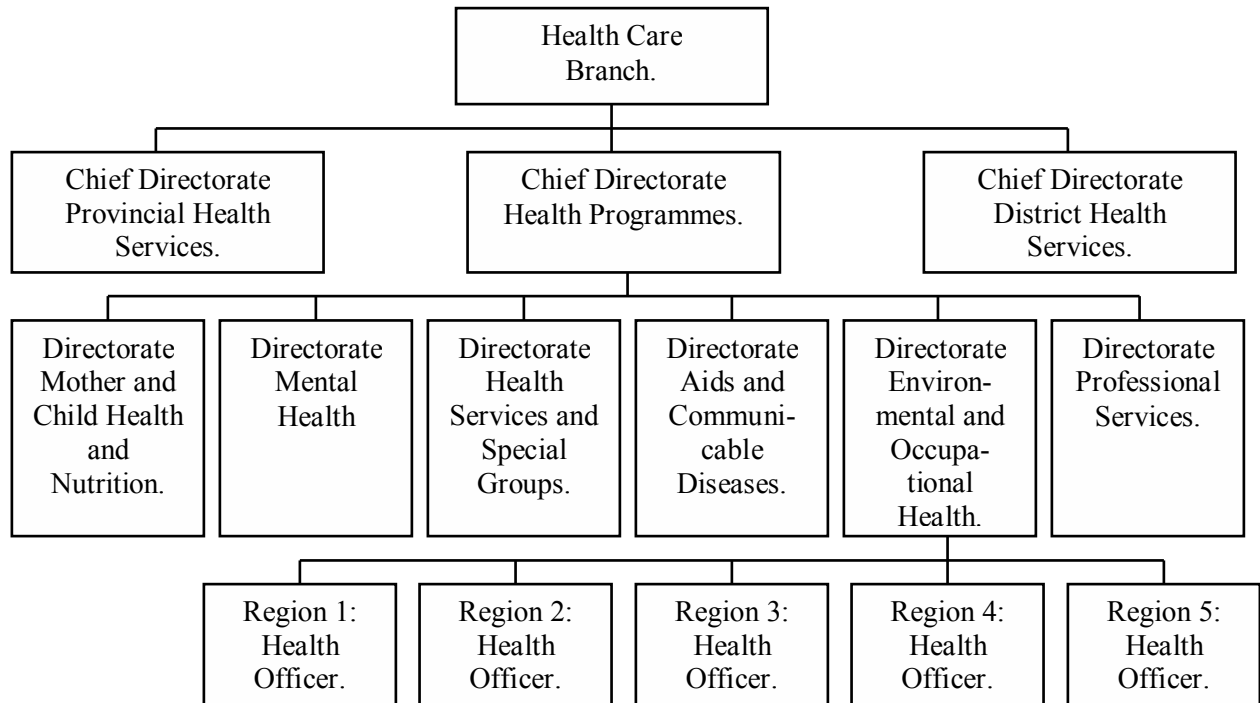 Health Care
Branch.
Chief Directorate
Provincial Health
Services.
Chief Directorate
Health Programmes.
Chief Directorate
District Health
Services.
Directorate
Mother and
Child Health
and
Nutrition.
Directorate
Mental
Health
Directorate
Health
Services and
Special
Groups.
Directorate
Aids and
Communi-
cable
Diseases.
Directorate
Environ-
mental and
Occupa-
tional
Health.
Directorate
Professional
Services.
Region 1:
Health
Officer.
Region 2:
Health
Officer.
Region 3:
Health
Officer.
Region 4:
Health
Officer.
Region 5:
Health
Officer.